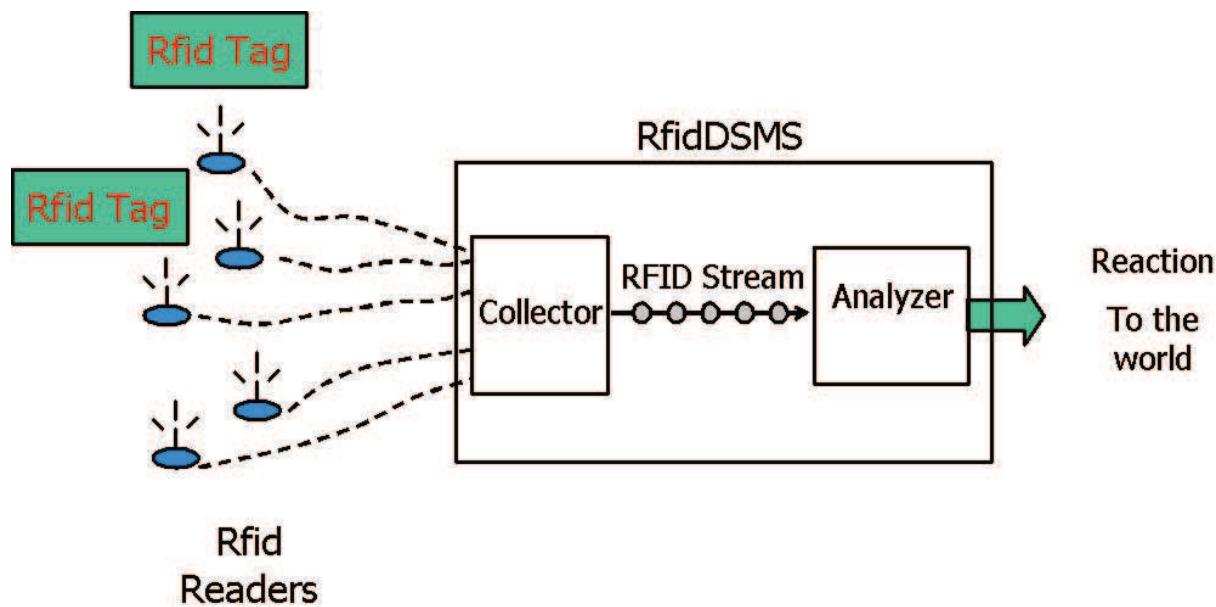 Rfid Tag
Rfid Tag
Rfid
Readers
RfidDSMS
Collector
RFID Stream
Analyzer
Reaction
To the
world